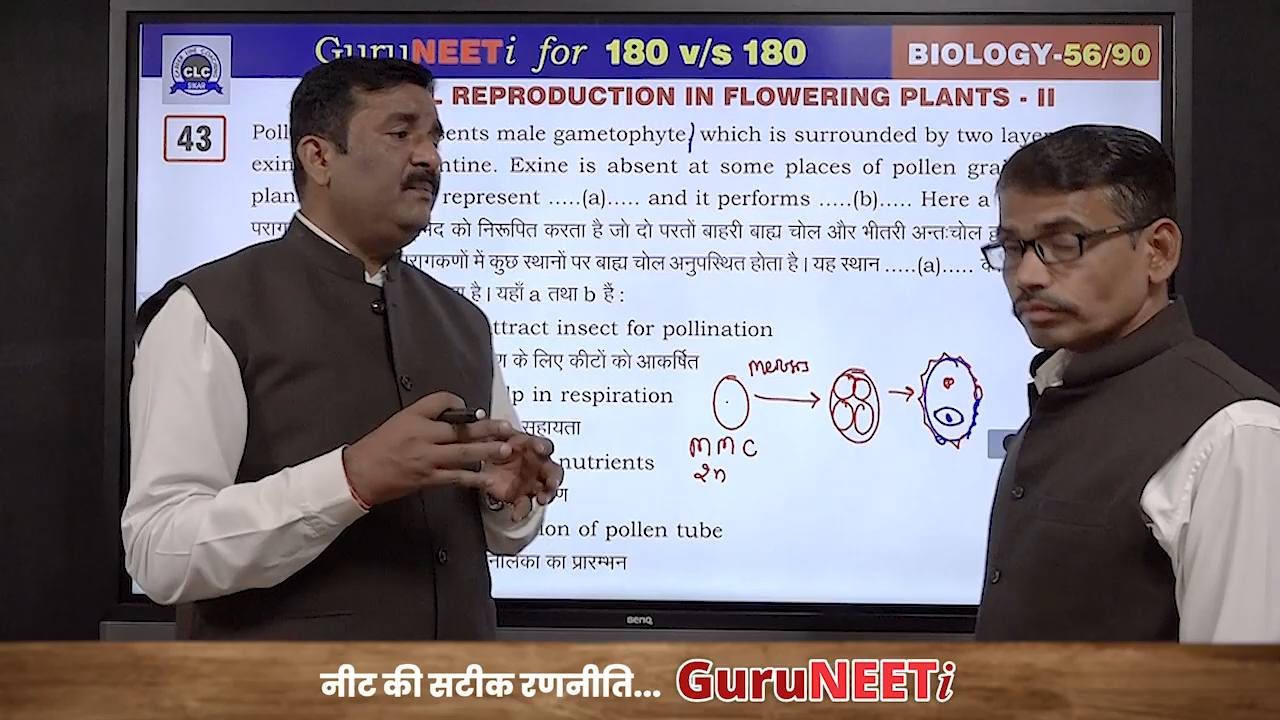 GuruNEETi for 180 v/s 180
BIOLOGY-56/90
CLC
SIKAR
L REPRODUCTION IN FLOWERING PLANTS - II
43
Poll ents male gametophyte, which is surrounded by two layer
exin ntine. Exine is absent at some places of pollen grai
plan represent .....(a)..... and it performs .....(b)..... Here a
पराग द को निरूपित करता है जो दो परतों बाहरी बाह्य चोल और भीतरी अन्तःचोल
रागकणों में कुछ स्थानों पर बाह्य चोल अनुपस्थित होता है। यह स्थान .....(a).....
है। यहाँ a तथा b हैं :
ttract insect for pollination
के लिए कीटों को आकर्षित
lp in respiration
सहायता
nutrients
ion of pollen tube
नलिका का प्रारम्भन
meiosis
MMC
2n
BenQ
नीट की सटीक रणनीति... GuruNEETi